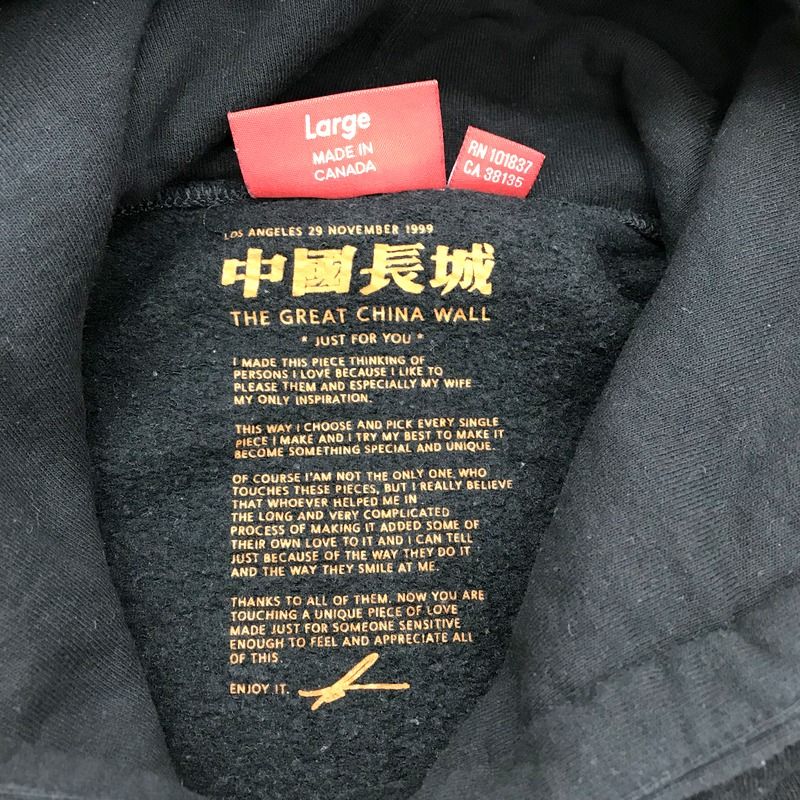 Large
MADE IN
CANADA
RN 101837
CA 38135
LOS ANGELES 29 NOVEMBER 1999
中國長城
THE GREAT CHINA WALL
* JUST FOR YOU *
I MADE THIS PIECE THINKING OF
PERSONS I LOVE BECAUSE I LIKE TO
PLEASE THEM AND ESPECIALLY MY WIFE
MY ONLY INSPIRATION.
THIS WAY I CHOOSE AND PICK EVERY SINGLE
PIECE I MAKE AND I TRY MY BEST TO MAKE IT
BECOME SOMETHING SPECIAL AND UNIQUE.
OF COURSE I'AM NOT THE ONLY ONE WHO
TOUCHES THESE PIECES, BUT I REALLY BELIEVE
THAT WHOEVER HELPED ME IN
THE LONG AND VERY COMPLICATED
PROCESS OF MAKING IT ADDED SOME OF
THEIR OWN LOVE TO IT AND I CAN TELL
JUST BECAUSE OF THE WAY THEY DO IT
AND THE WAY THEY SMILE AT ME.
THANKS TO ALL OF THEM. NOW YOU ARE
TOUCHING A UNIQUE PIECE OF LOVE
MADE JUST FOR SOMEONE SENSITIVE
ENOUGH TO FEEL AND APPRECIATE ALL
OF THIS.
ENJOY IT.